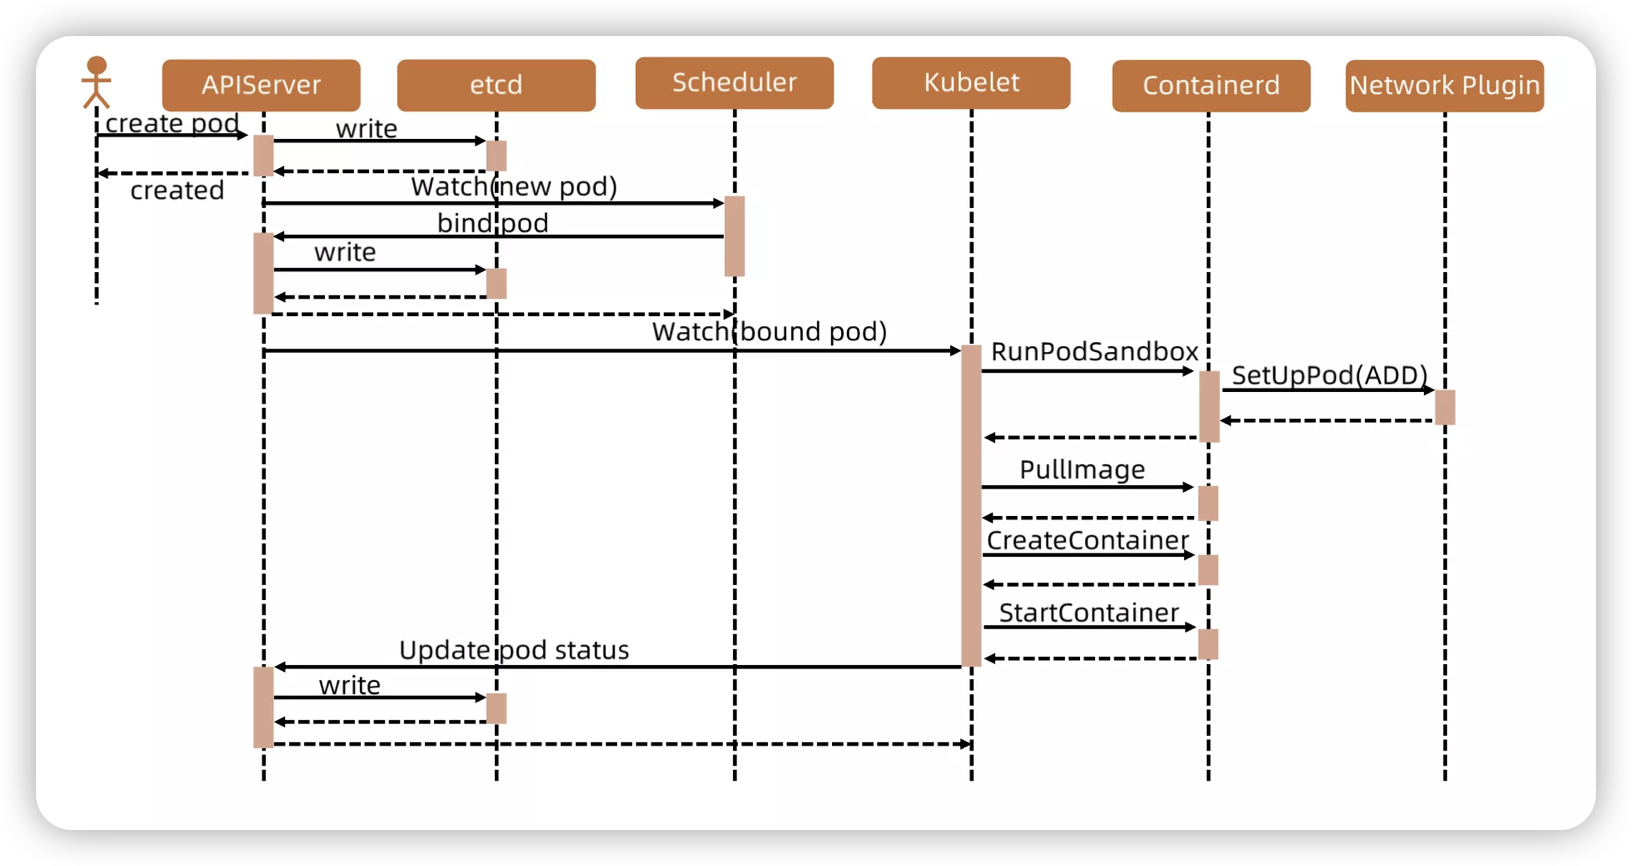 APIServer
etcd
Scheduler
Kubelet
Containerd
Network Plugin
create pod
write
created
Watch(new pod)
bind pod
write
Watch(bound pod)
RunPodSandbox
SetUpPod(ADD)
PullImage
CreateContainer
StartContainer
Update pod status
write